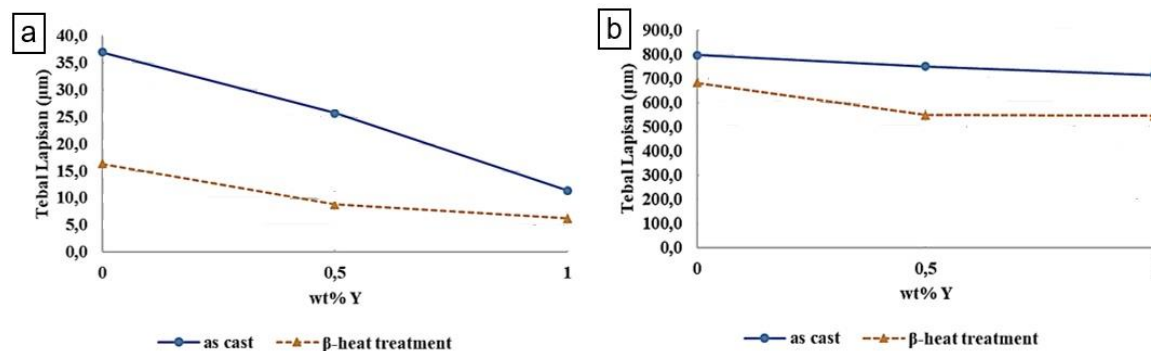 a
40,0
35,0
30,0
25,0
20,0
15,0
10,0
5,0
0,0
Tebal Lapisan (µm)
0
0,5
1
wt% Y
as cast
β-heat treatment
b
900,0
800,0
700,0
600,0
500,0
400,0
300,0
200,0
100,0
0,0
Tebal Lapisan (µm)
0
0,5
wt% Y
as cast
β-heat treatment